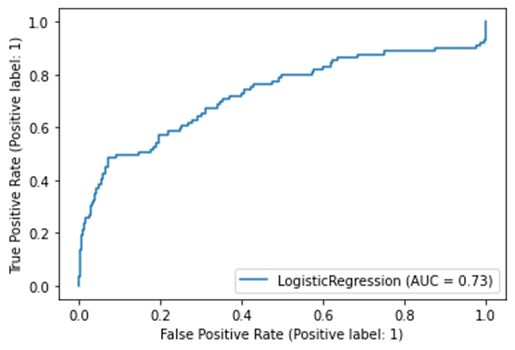 True Positive Rate (Positive label: 1)
1.0
0.8
0.6
0.4
0.2
0.0
LogisticRegression (AUC = 0.73)
0.0 0.2 0.4 0.6 0.8 1.0
False Positive Rate (Positive label: 1)